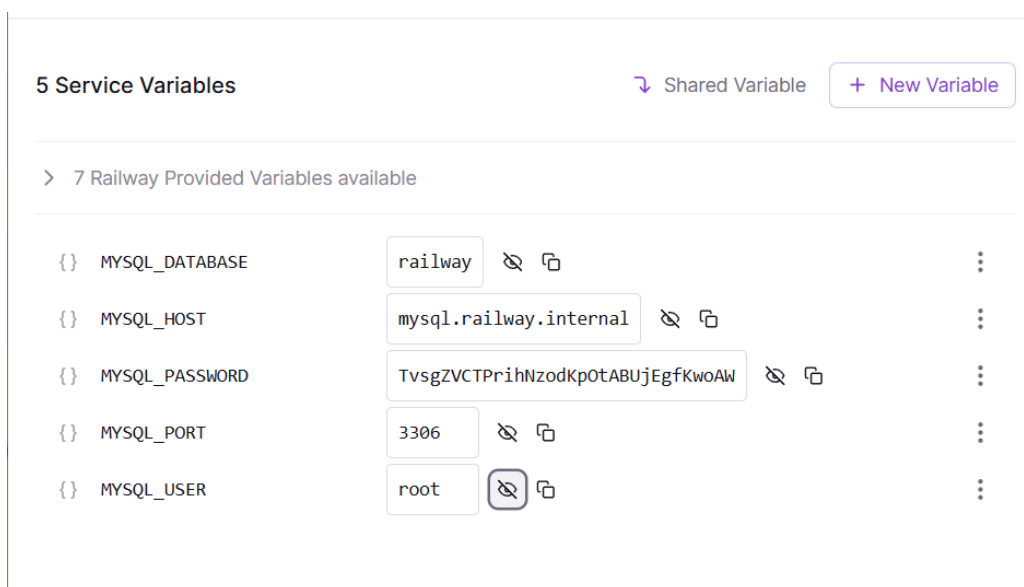 5 Service Variables Shared Variable + New Variable
7 Railway Provided Variables available
{} MYSQL_DATABASE railway
{} MYSQL_HOST mysql.railway.internal
{} MYSQL_PASSWORD TvsgZVCTPrihNzodKpOtABUjEgfKwoAW
{} MYSQL_PORT 3306
{} MYSQL_USER root